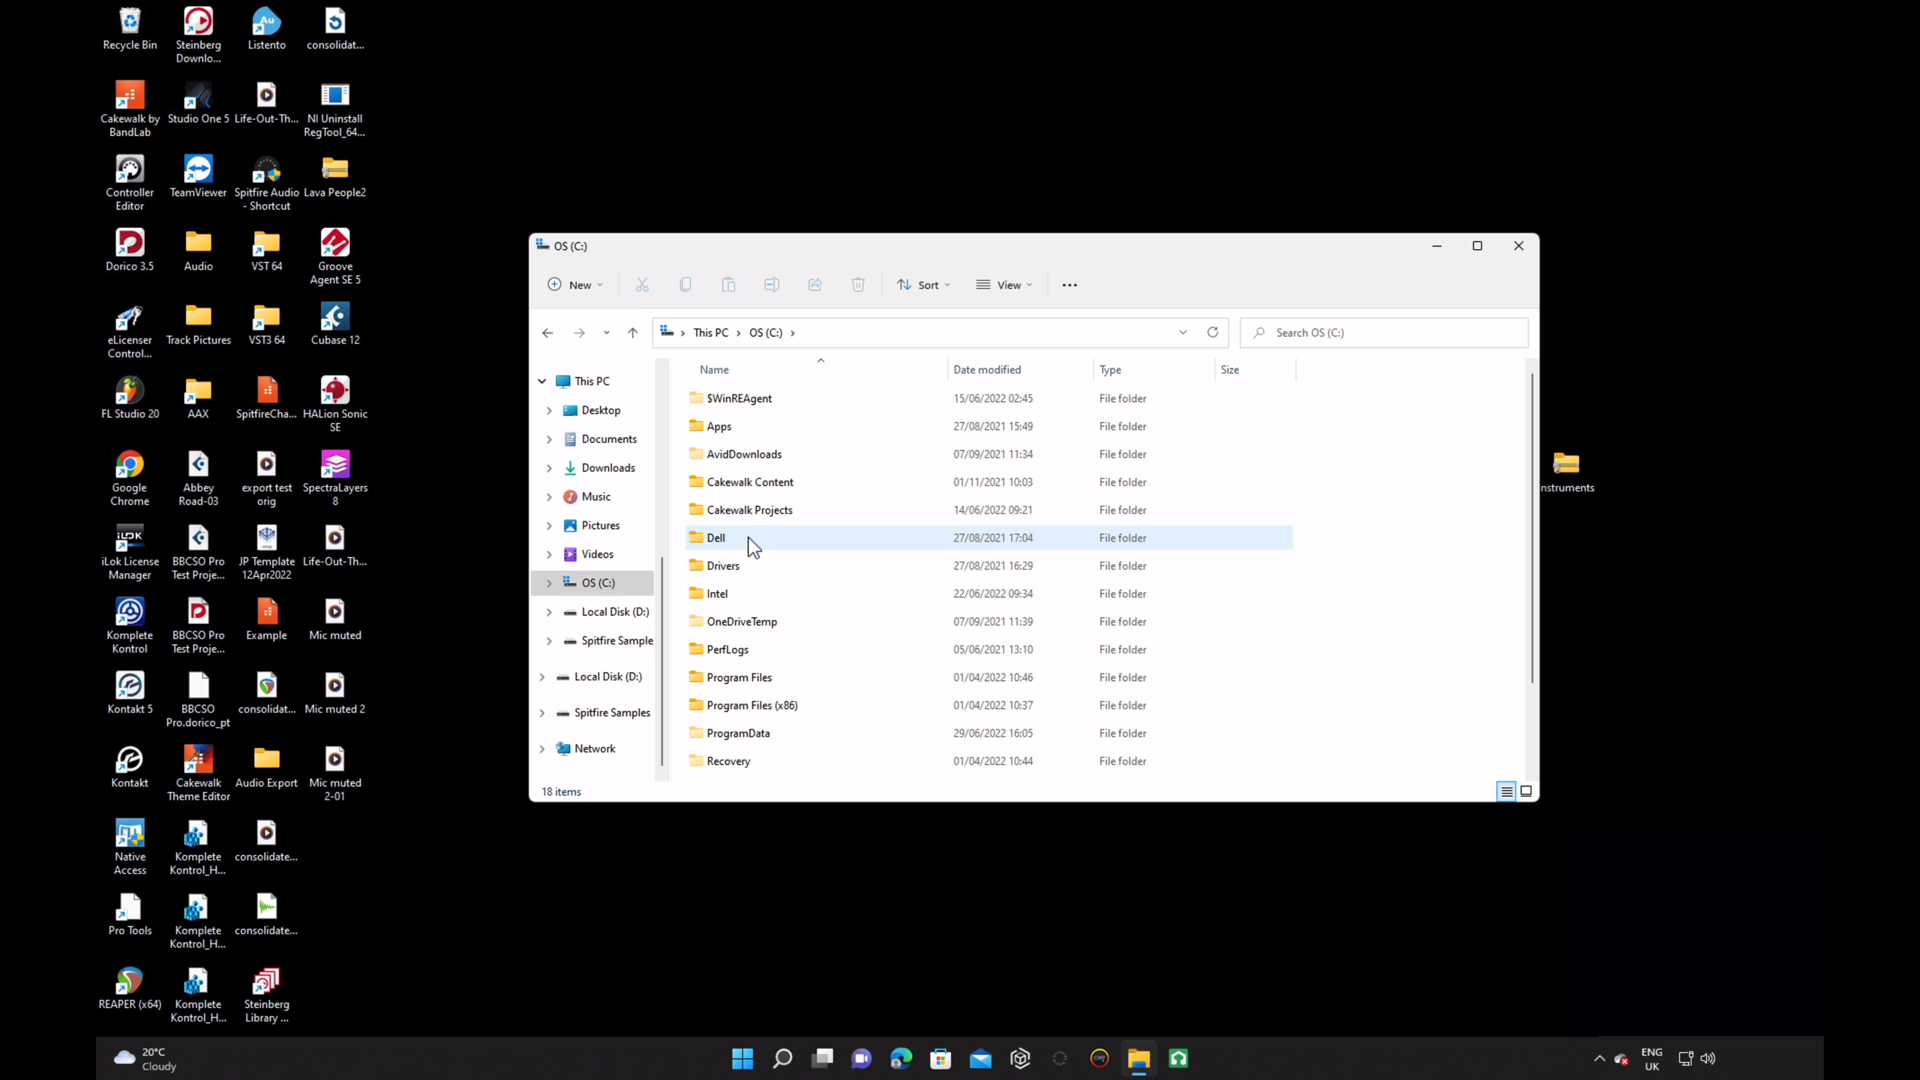 Recycle Bin
Steinberg
Downlo...
Listento
consolidat...
Cakewalk by
BandLab
Studio One 5
Life-Out-Th...
NI Uninstall
RegTool_64...
Controller
Editor
TeamViewer
Spitfire Audio
- Shortcut
Lava People2
Dorico 3.5
Audio
VST 64
Groove
Agent SE 5
eLicenser
Control...
Track Pictures
VST3 64
Cubase 12
FL Studio 20
AAX
SpitfireCha...
HALion Sonic
SE
Google
Chrome
Abbey
Road-03
export test
orig
SpectraLayers
8
iLok License
Manager
BBCSO Pro
Test Proje...
JP Template
12Apr2022
Life-Out-Th...
Komplete
Kontrol
BBCSO Pro
Test Proje...
Example
Mic muted
Kontakt 5
BBCSO
Pro.dorico_pt
consolidat...
Mic muted 2
Kontakt
Cakewalk
Theme Editor
Audio Export
Mic muted
2-01
Native
Access
Komplete
Kontrol_H...
consolidate...
Pro Tools
Komplete
Kontrol_H...
consolidate...
REAPER (x64)
Komplete
Kontrol_H...
Steinberg
Library ...
OS (C:)
New
Sort
View
This PC > OS (C:) >
Search OS (C:)
This PC
Desktop
Documents
Downloads
Music
Pictures
Videos
OS (C:)
Local Disk (D:)
Spitfire Sample
Local Disk (D:)
Spitfire Samples
Network
Name Date modified Type Size
$WinREAgent 15/06/2022 02:45 File folder
Apps 27/08/2021 15:49 File folder
AvidDownloads 07/09/2021 11:34 File folder
Cakewalk Content 01/11/2021 10:03 File folder
Cakewalk Projects 14/06/2022 09:21 File folder
Dell 27/08/2021 17:04 File folder
Drivers 27/08/2021 16:29 File folder
Intel 22/06/2022 09:34 File folder
OneDriveTemp 07/09/2021 11:39 File folder
PerfLogs 05/06/2021 13:10 File folder
Program Files 01/04/2022 10:46 File folder
Program Files (x86) 01/04/2022 10:37 File folder
ProgramData 29/06/2022 16:05 File folder
Recovery 01/04/2022 10:44 File folder
18 items
nstruments
20°C
Cloudy
ENG
UK